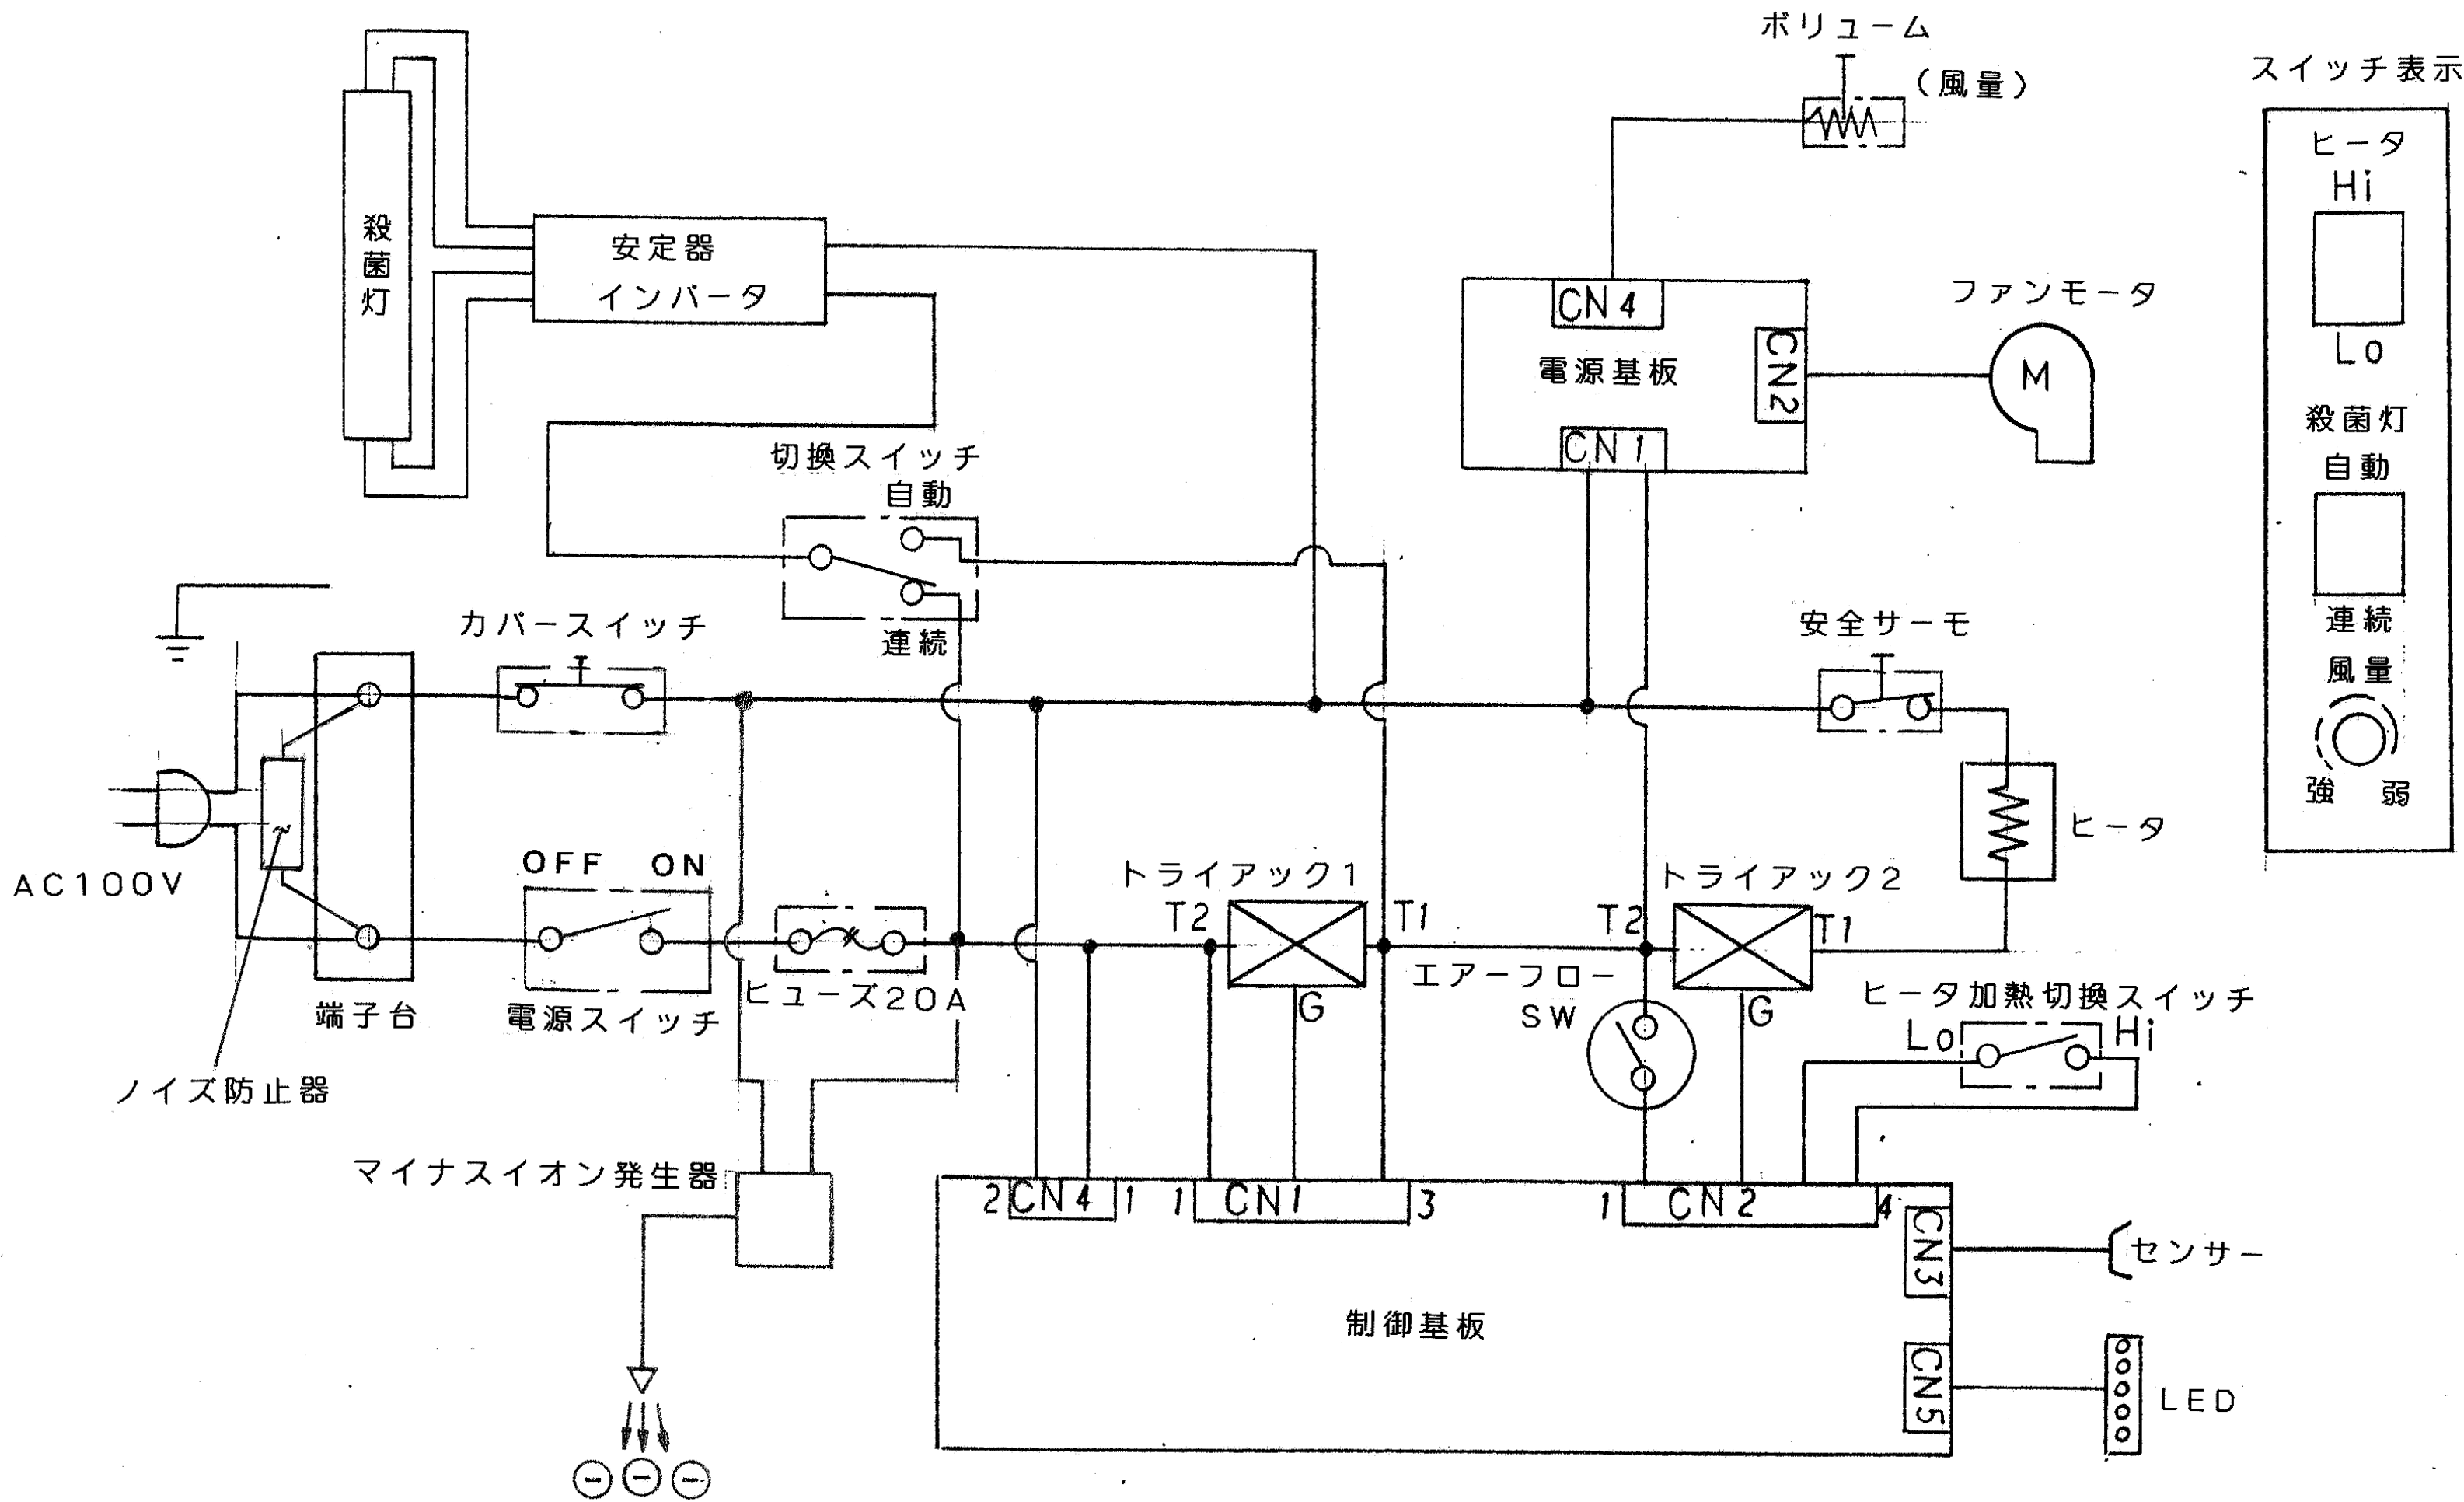 ボリューム
(風量)
スイッチ表示
ヒータ
Hi
Lo
殺菌灯
自動
連続
風量
強 弱
殺菌灯
安定器
インバータ
CN4
電源基板
CN2
CN1
ファンモータ
M
切換スイッチ
自動
連続
カバースイッチ
安全サーモ
ヒータ
AC100V
OFF ON
電源スイッチ
端子台
ノイズ防止器
ヒューズ20A
トライアック1
T2
T1
G
トライアック2
T2
T1
G
エアーフロー
SW
ヒータ加熱切換スイッチ
Lo
Hi
マイナスイオン発生器
2 CN4 1
1 CN1 3
1 CN2 4
CN3
センサー
制御基板
CN5
LED